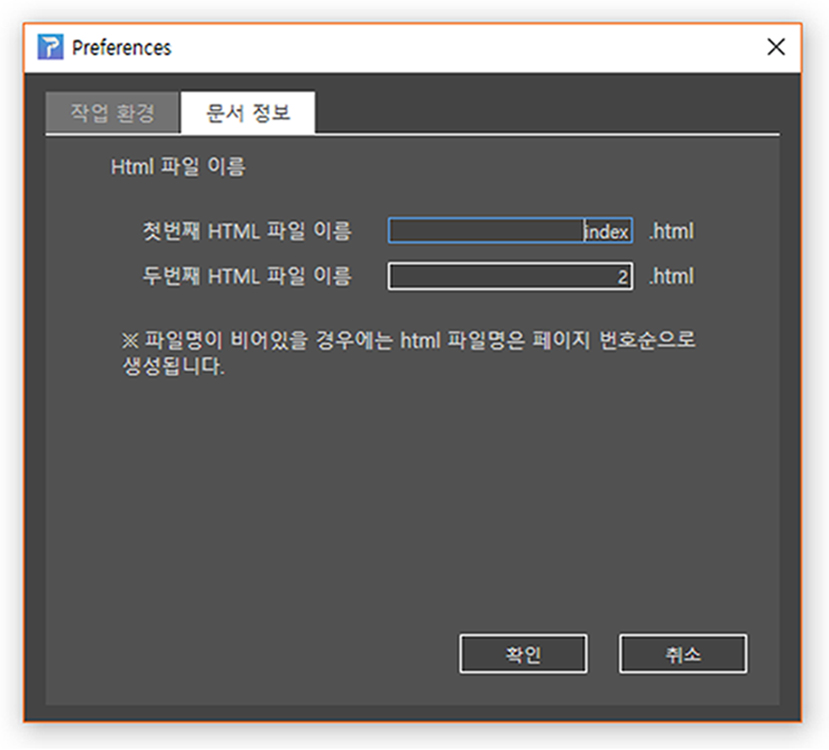 Preferences
작업 환경 문서 정보
Html 파일 이름
첫번째 HTML 파일 이름 index .html
두번째 HTML 파일 이름 2 .html
※ 파일명이 비어있을 경우에는 html 파일명은 페이지 번호순으로
생성됩니다.
확인 취소